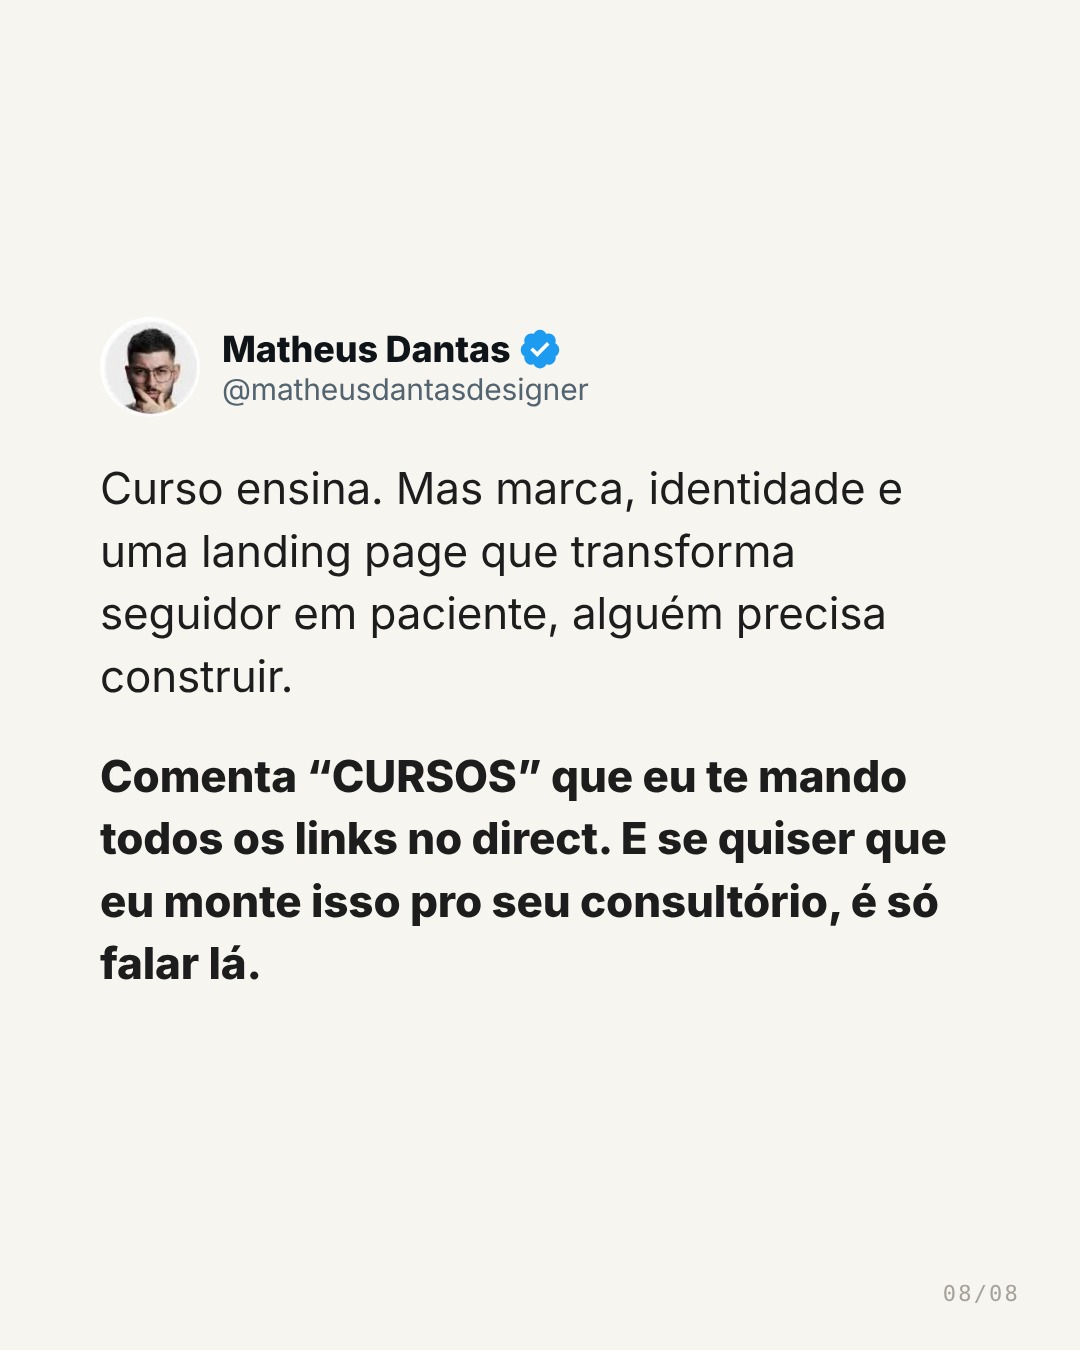 Matheus Dantas
@matheusdantasdesigner
Curso ensina. Mas marca, identidade e
uma landing page que transforma
seguidor em paciente, alguém precisa
construir.
Comenta “CURSOS” que eu te mando
todos os links no direct. E se quiser que
eu monte isso pro seu consultório, é só
falar lá.
08/08